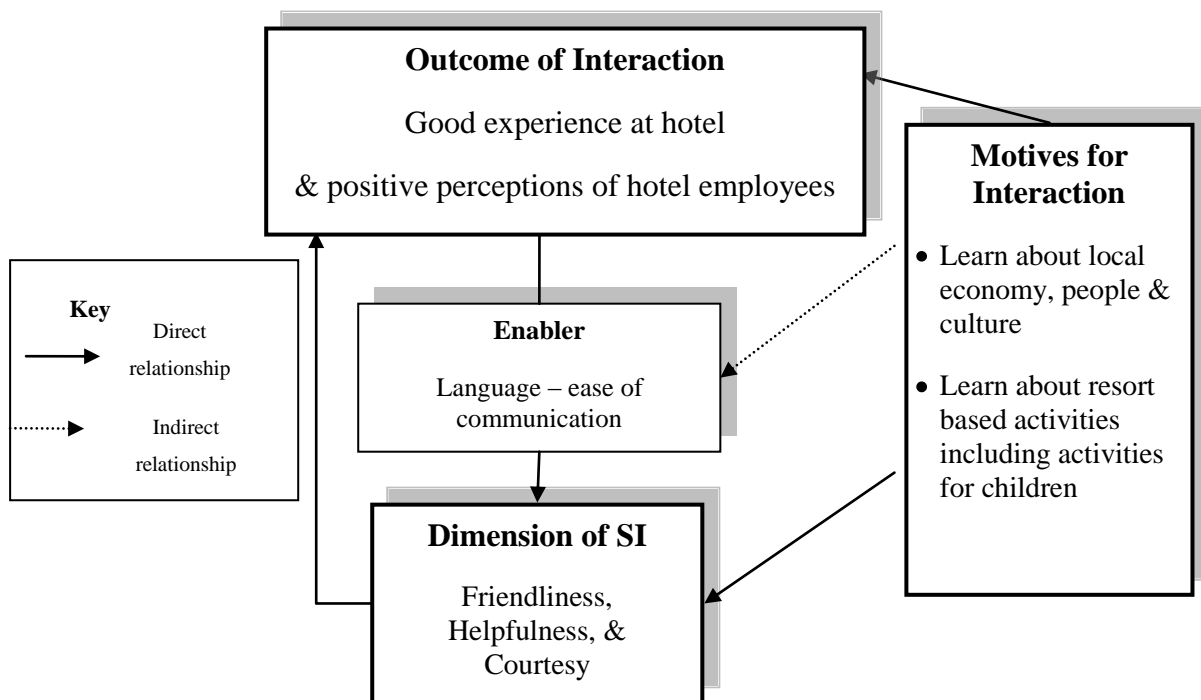 Outcome of Interaction
Good experience at hotel
& positive perceptions of hotel employees
Motives for
Interaction
• Learn about local
economy, people &
culture
• Learn about resort
based activities
including activities
for children
Key
Direct
relationship
Indirect
relationship
Enabler
Language – ease of
communication
Dimension of SI
Friendliness,
Helpfulness, &
Courtesy